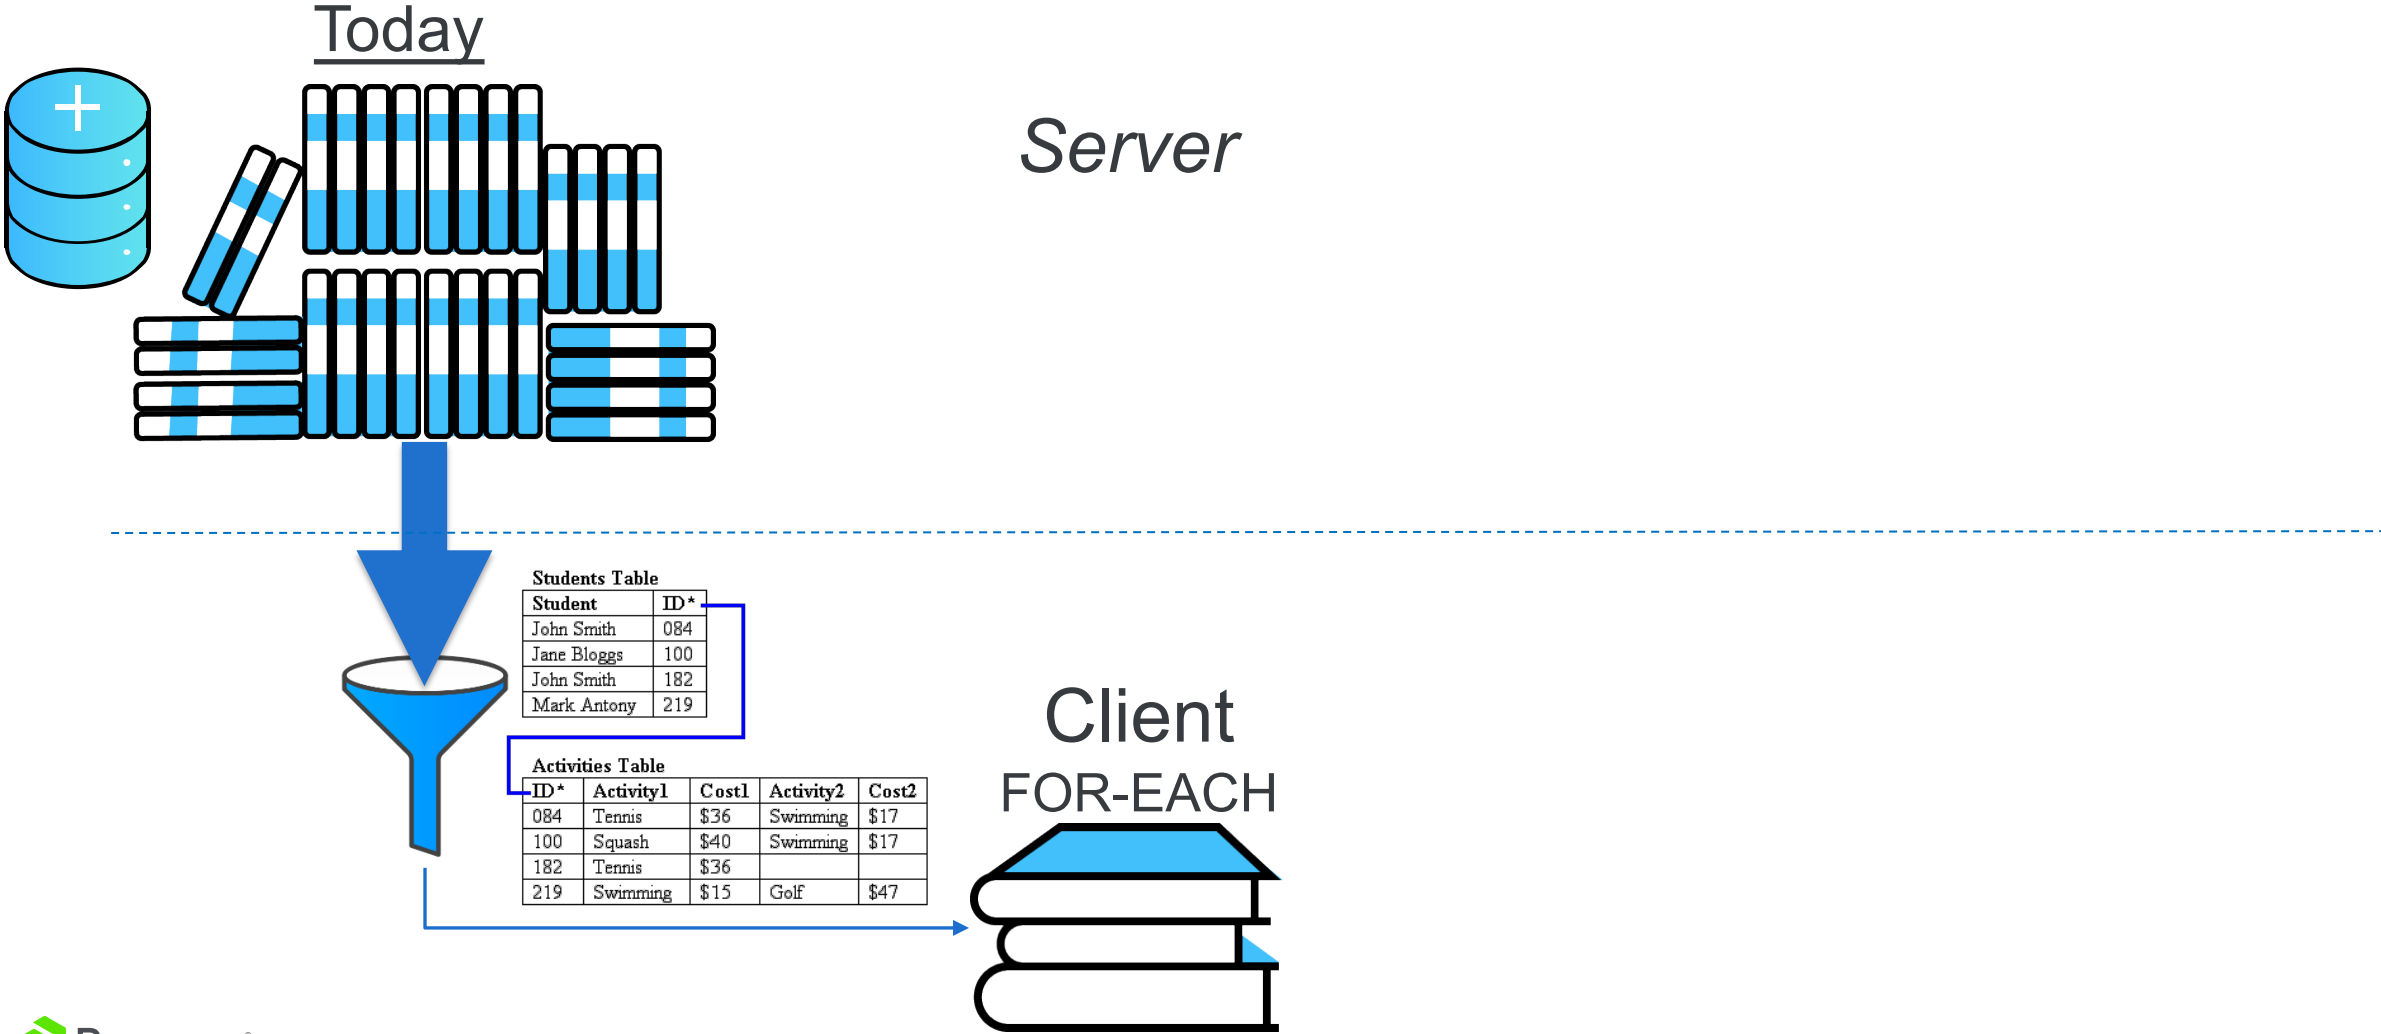 Today
Server
Students Table
Student ID*
John Smith 084
Jane Bloggs 100
John Smith 182
Mark Antony 219
Activities Table
ID* Activity1 Cost1 Activity2 Cost2
084 Tennis $36 Swimming $17
100 Squash $40 Swimming $17
182 Tennis $36
219 Swimming $15 Golf $47
Client
FOR-EACH